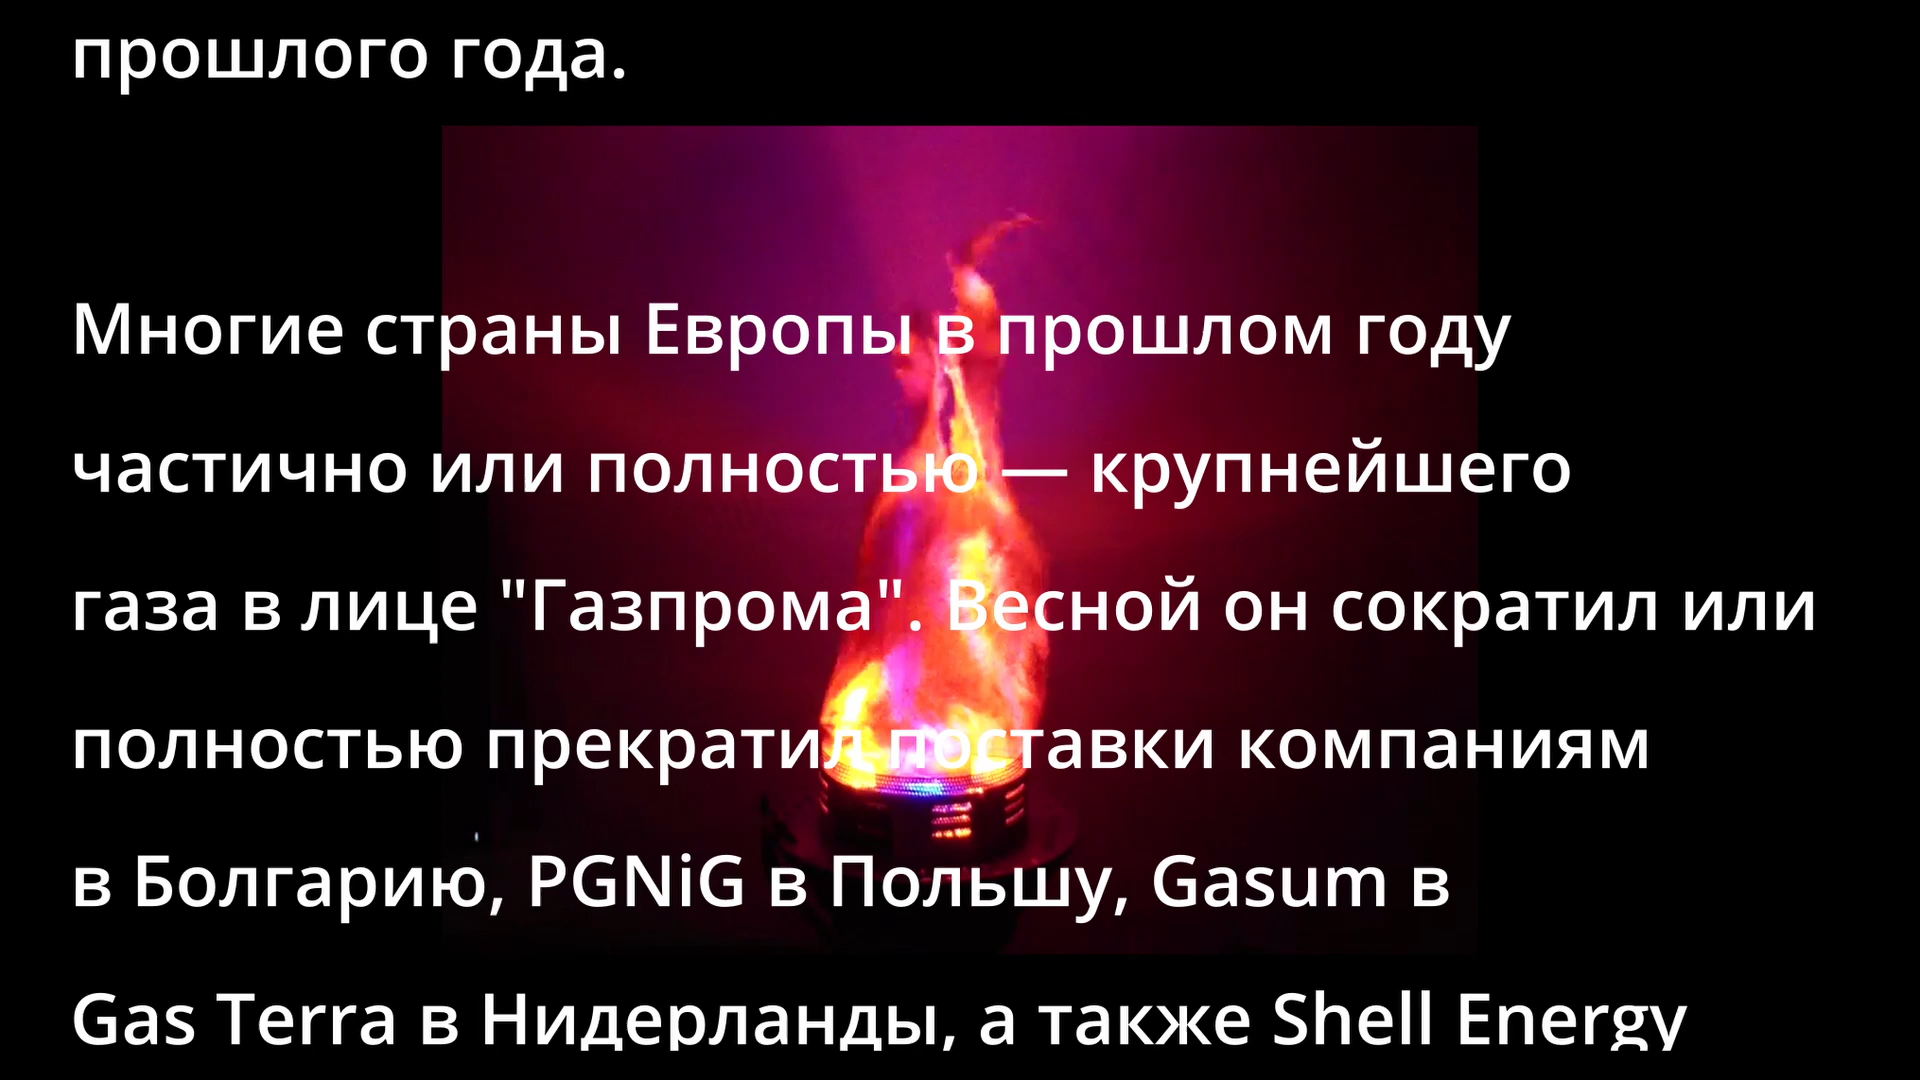 прошлого года.
Многие страны Европы в прошлом году
частично или полностью — крупнейшего
газа в лице "Газпрома". Весной он сократил или
полностью прекратил поставки компаниям
в Болгарию, PGNiG в Польшу, Gasum в
Gas Terra в Нидерланды, а также Shell Energy